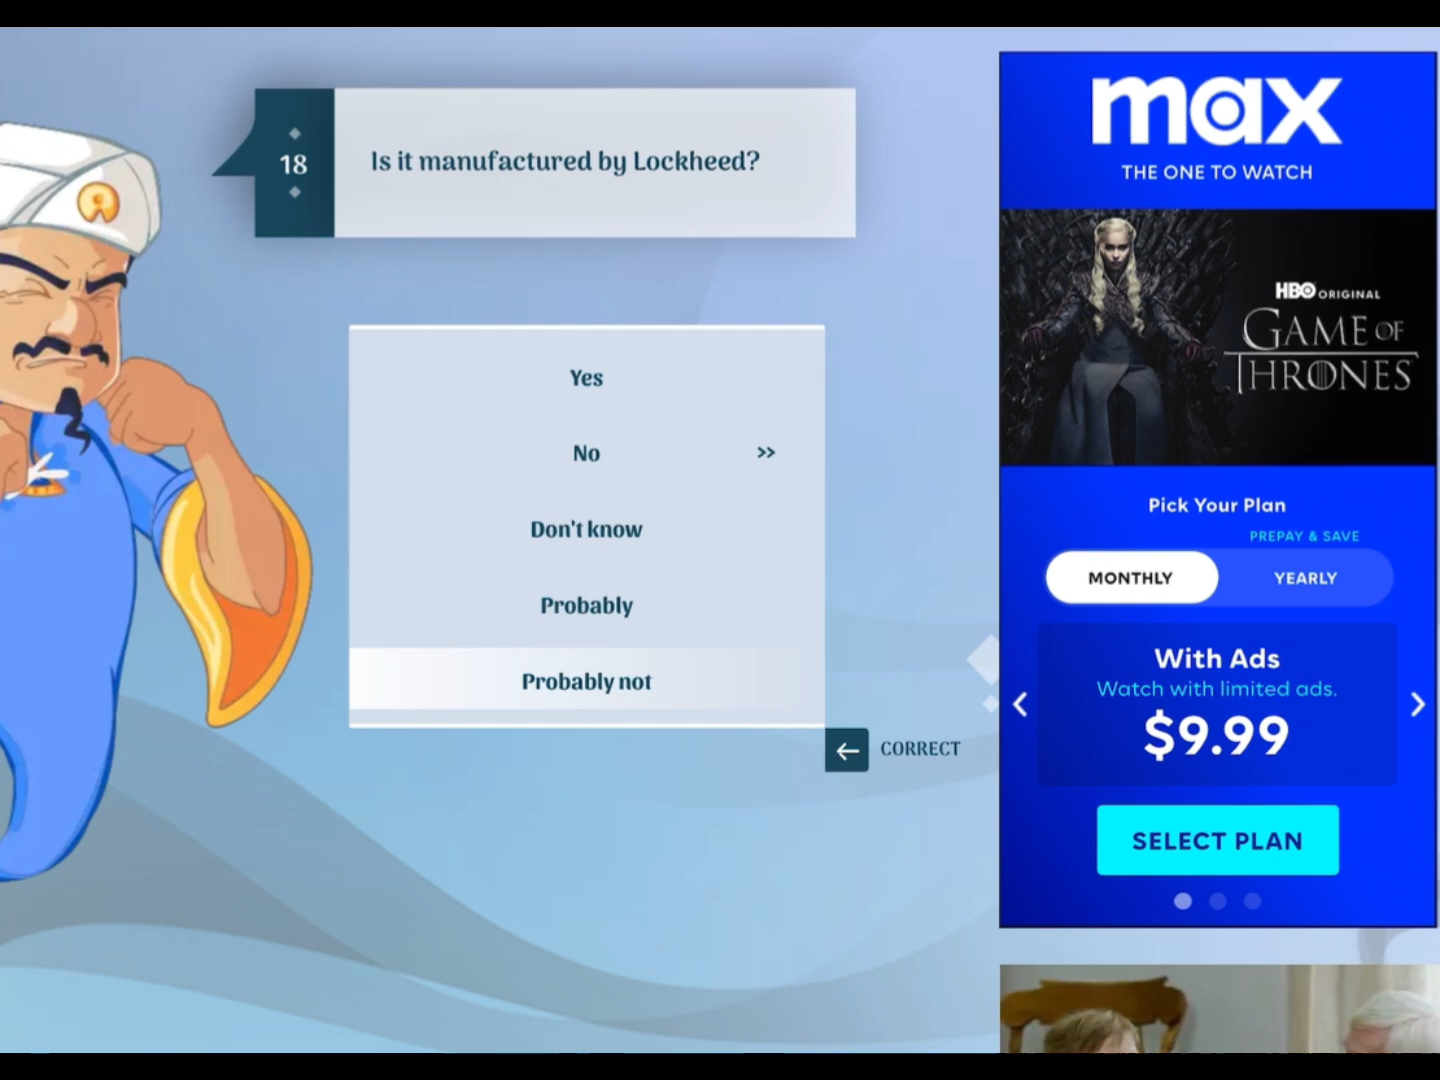 18
Is it manufactured by Lockheed?
Yes
No >>
Don't know
Probably
Probably not
CORRECT
max
THE ONE TO WATCH
HBO ORIGINAL
GAME OF
THRONES
Pick Your Plan
PREPAY & SAVE
MONTHLY YEARLY
With Ads
Watch with limited ads.
$9.99
SELECT PLAN